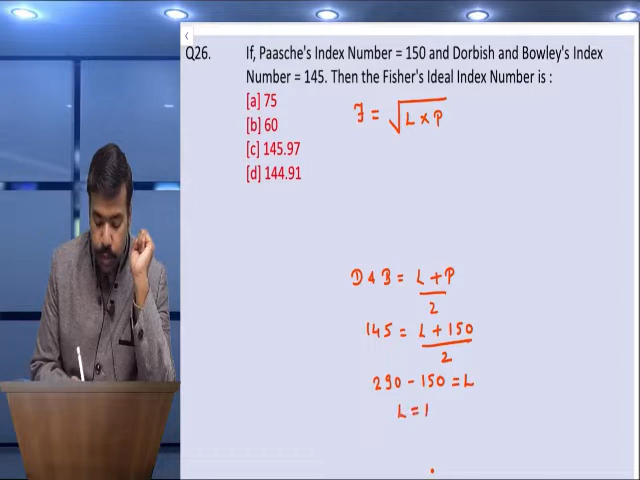 Q26. If, Paasche's Index Number = 150 and Dorbish and Bowley's Index
Number = 145. Then the Fisher's Ideal Index Number is :
[a] 75
[b] 60
[c] 145.97
[d] 144.91
F = √L × P
D & B = L + P
2
145 = L + 150
2
290 - 150 = L
L = 1